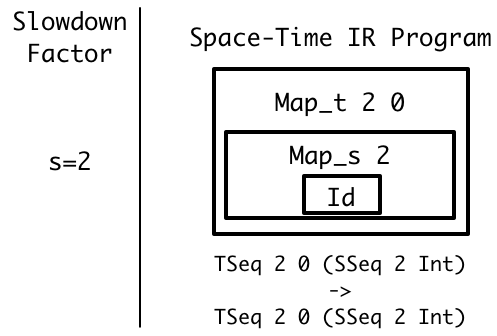 Slowdown
Factor
s=2
Space-Time IR Program
Map_t 2 0
Map_s 2
Id
TSeq 2 0 (SSeq 2 Int)
->
TSeq 2 0 (SSeq 2 Int)